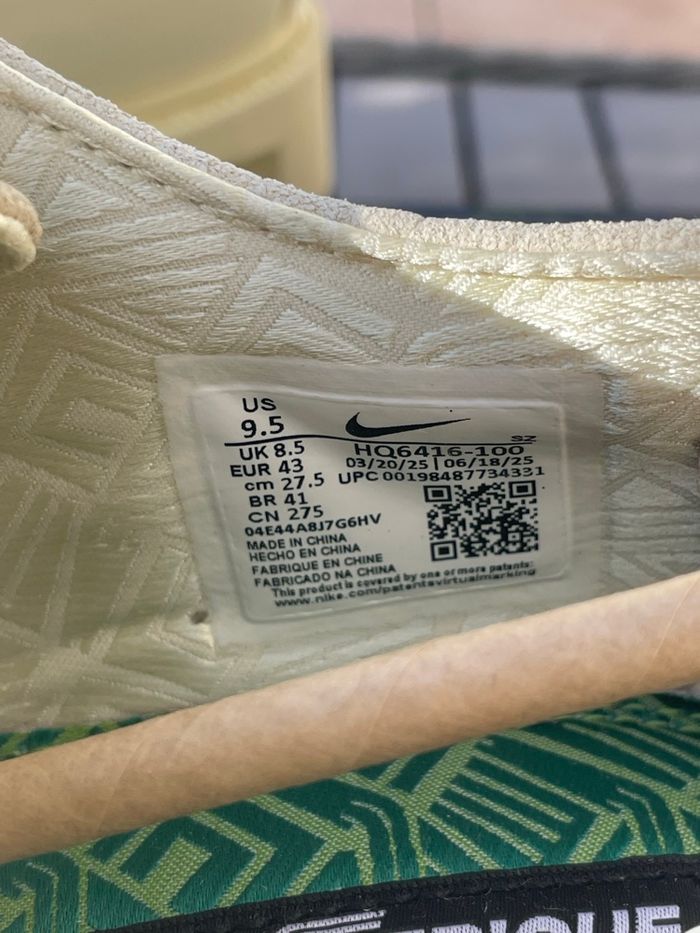 US
9.5
UK 8.5
EUR 43
cm 27.5
BR 41
CN 275
SZ
HQ6416-100
03/20/25 | 06/18/25
UPC 00198487734331
04E44A8J7G6HV
MADE IN CHINA
HECHO EN CHINA
FABRIQUE EN CHINE
FABRICADO NA CHINA
This product is covered by one or more patents:
www.nike.com/patentsvirtualmarking